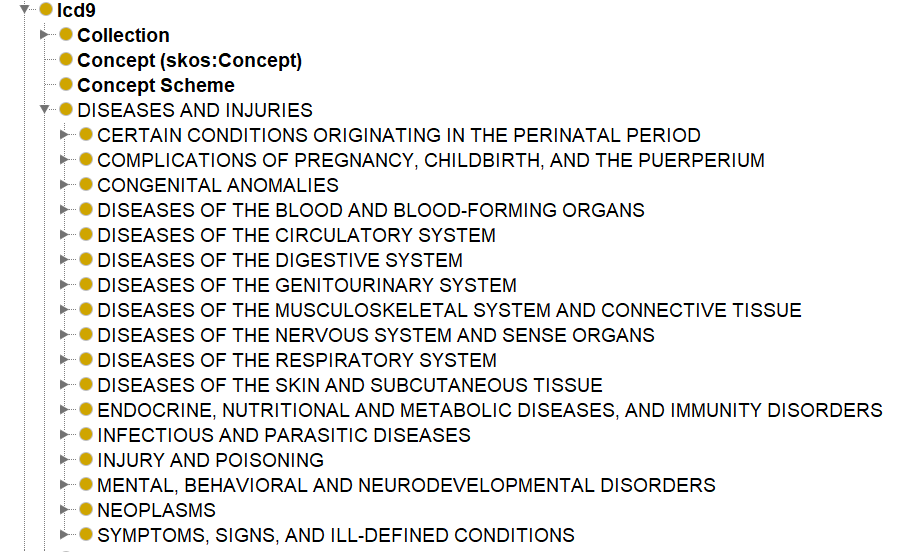 Icd9
Collection
Concept (skos:Concept)
Concept Scheme
DISEASES AND INJURIES
CERTAIN CONDITIONS ORIGINATING IN THE PERINATAL PERIOD
COMPLICATIONS OF PREGNANCY, CHILDBIRTH, AND THE PUERPERIUM
CONGENITAL ANOMALIES
DISEASES OF THE BLOOD AND BLOOD-FORMING ORGANS
DISEASES OF THE CIRCULATORY SYSTEM
DISEASES OF THE DIGESTIVE SYSTEM
DISEASES OF THE GENITOURINARY SYSTEM
DISEASES OF THE MUSCULOSKELETAL SYSTEM AND CONNECTIVE TISSUE
DISEASES OF THE NERVOUS SYSTEM AND SENSE ORGANS
DISEASES OF THE RESPIRATORY SYSTEM
DISEASES OF THE SKIN AND SUBCUTANEOUS TISSUE
ENDOCRINE, NUTRITIONAL AND METABOLIC DISEASES, AND IMMUNITY DISORDERS
INFECTIOUS AND PARASITIC DISEASES
INJURY AND POISONING
MENTAL, BEHAVIORAL AND NEURODEVELOPMENTAL DISORDERS
NEOPLASMS
SYMPTOMS, SIGNS, AND ILL-DEFINED CONDITIONS